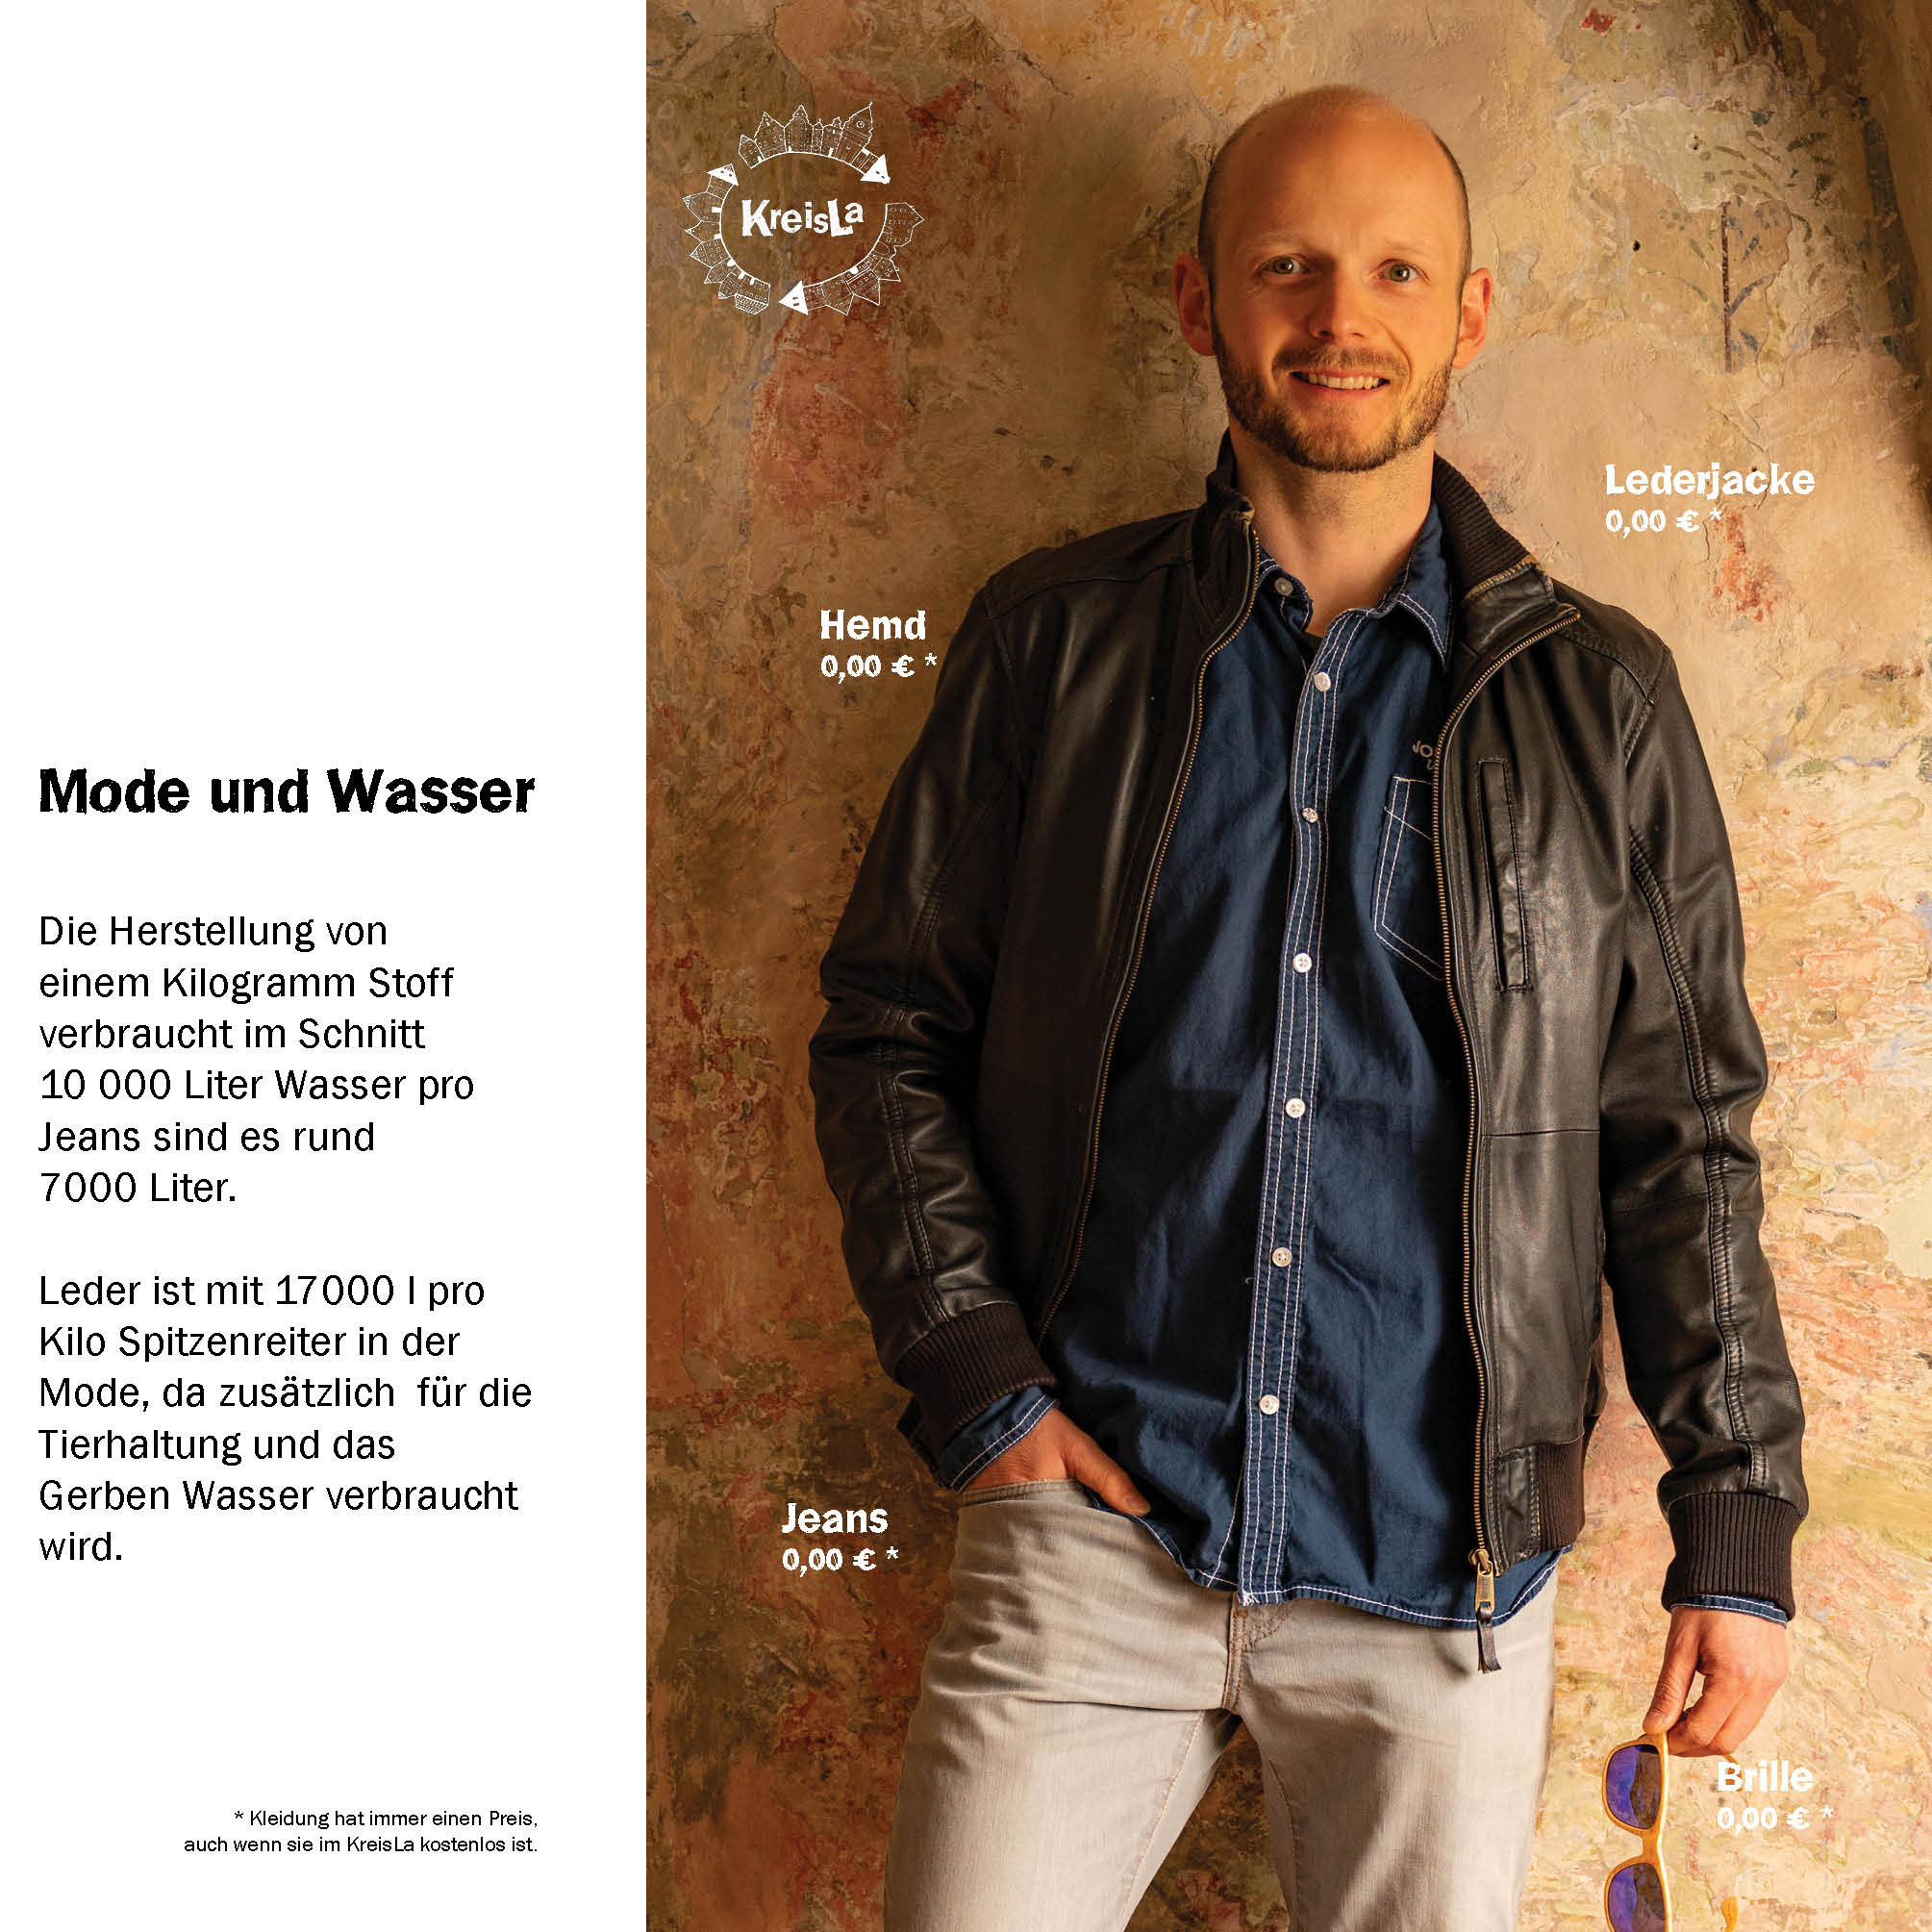 KreisLa
Lederjacke
0,00 € *
Hemd
0,00 € *
Mode und Wasser
Die Herstellung von
einem Kilogramm Stoff
verbraucht im Schnitt
10 000 Liter Wasser pro
Jeans sind es rund
7000 Liter.
Leder ist mit 17000 l pro
Kilo Spitzenreiter in der
Mode, da zusätzlich  für die
Tierhaltung und das
Gerben Wasser verbraucht
wird.
Jeans
0,00 € *
Brille
0,00 € *
* Kleidung hat immer einen Preis,
auch wenn sie im KreisLa kostenlos ist.